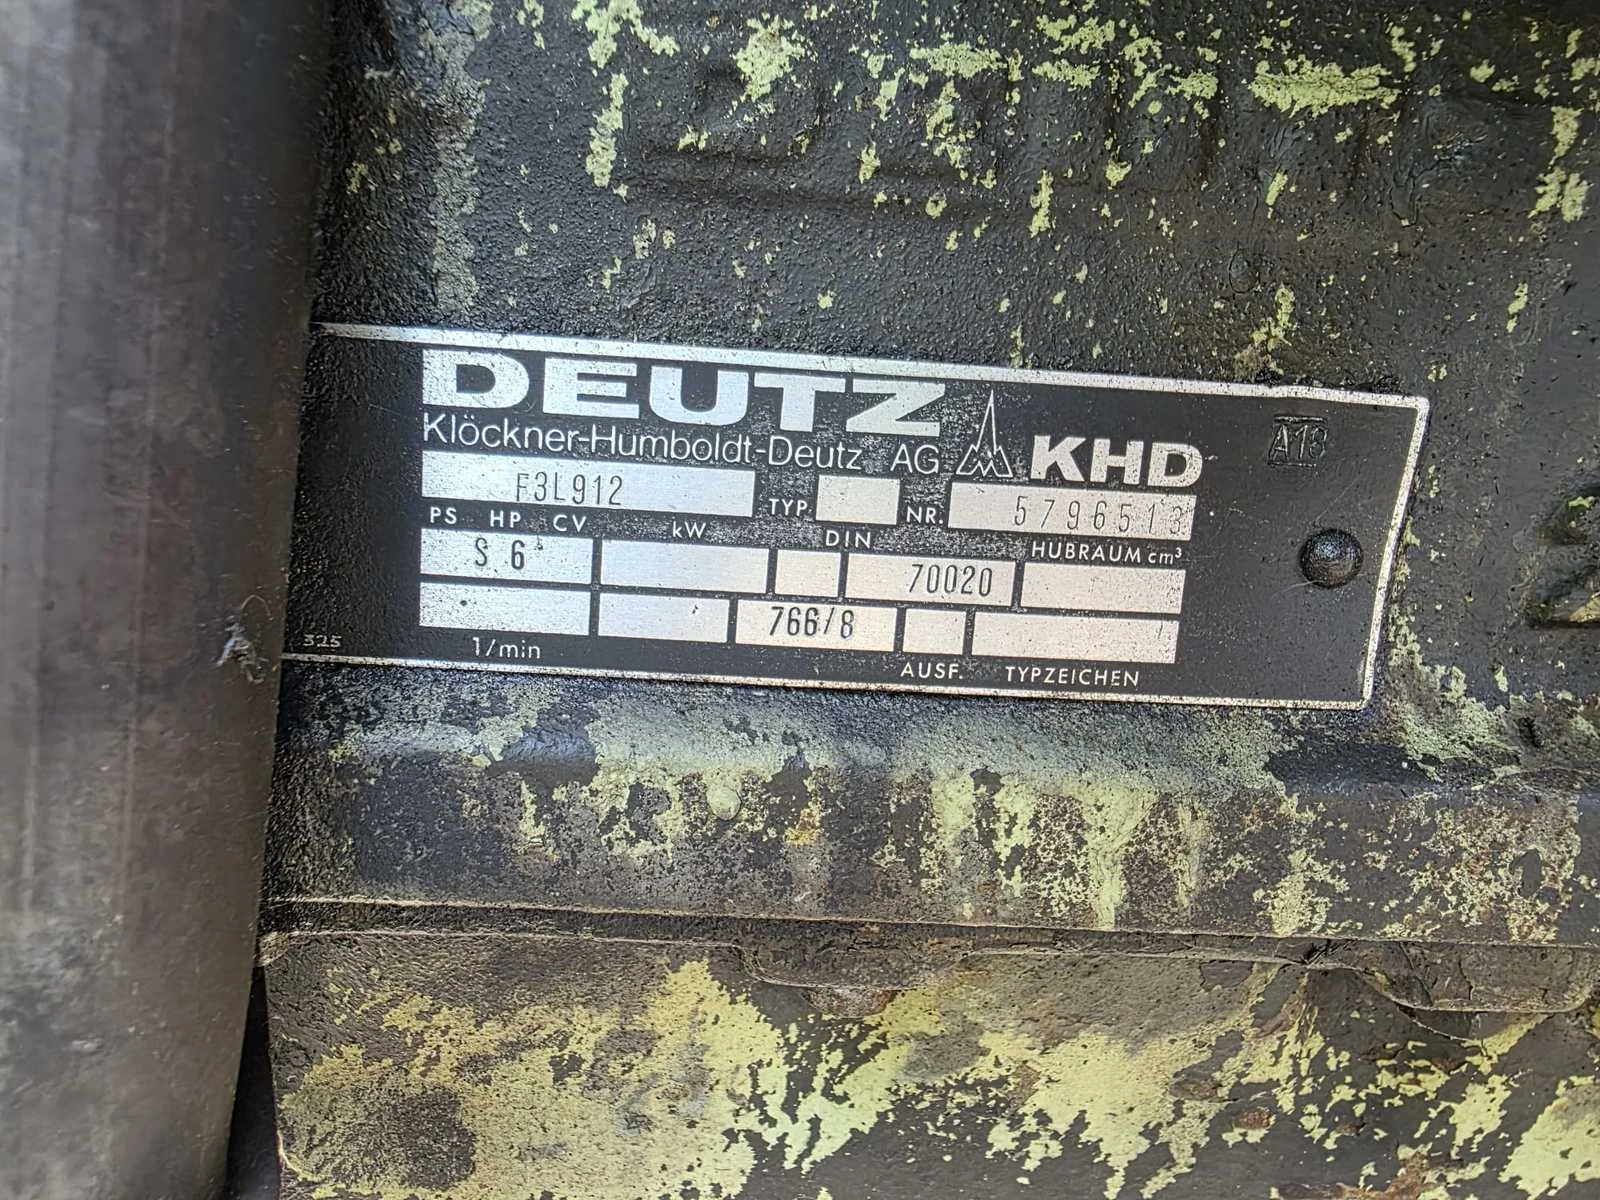 DEUTZ
Klöckner-Humboldt-Deutz AG KHD A18
F3L912 TYP NR. 5796513
PS HP CV kW DIN HUBRAUM cm³
S 6 70020
766/8
325 1/min AUSF. TYPZEICHEN